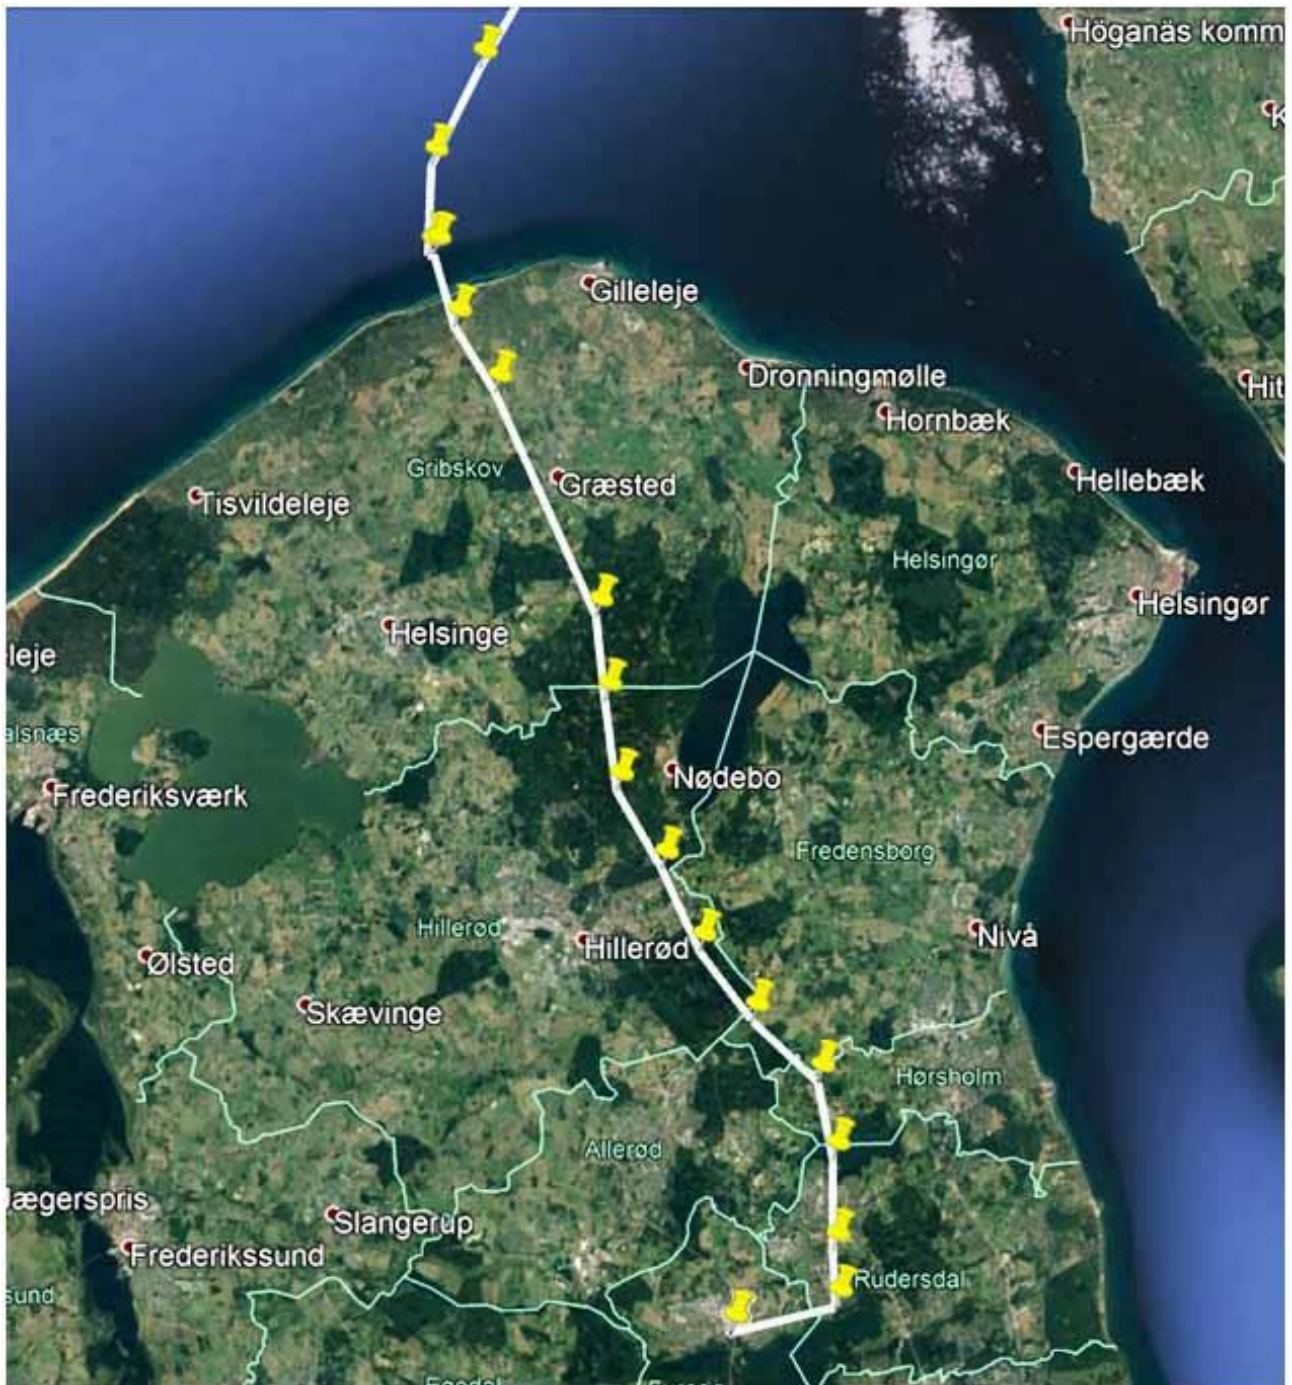 Höganäs komm
K
Gilleleje
Dronningmølle
Hit
Hornbæk
Gribskov
Græsted
Hellebæk
Tisvildeleje
Helsingør
Helsingør
Helsinge
leje
alsnæs
Espergærde
Nødebo
Frederiksværk
Fredensborg
Hillerød
Hillerød
Nivå
Ølsted
Skævinge
Hørsholm
Allerød
Jægerspris
Slangerup
Frederikssund
Rudersdal
sund